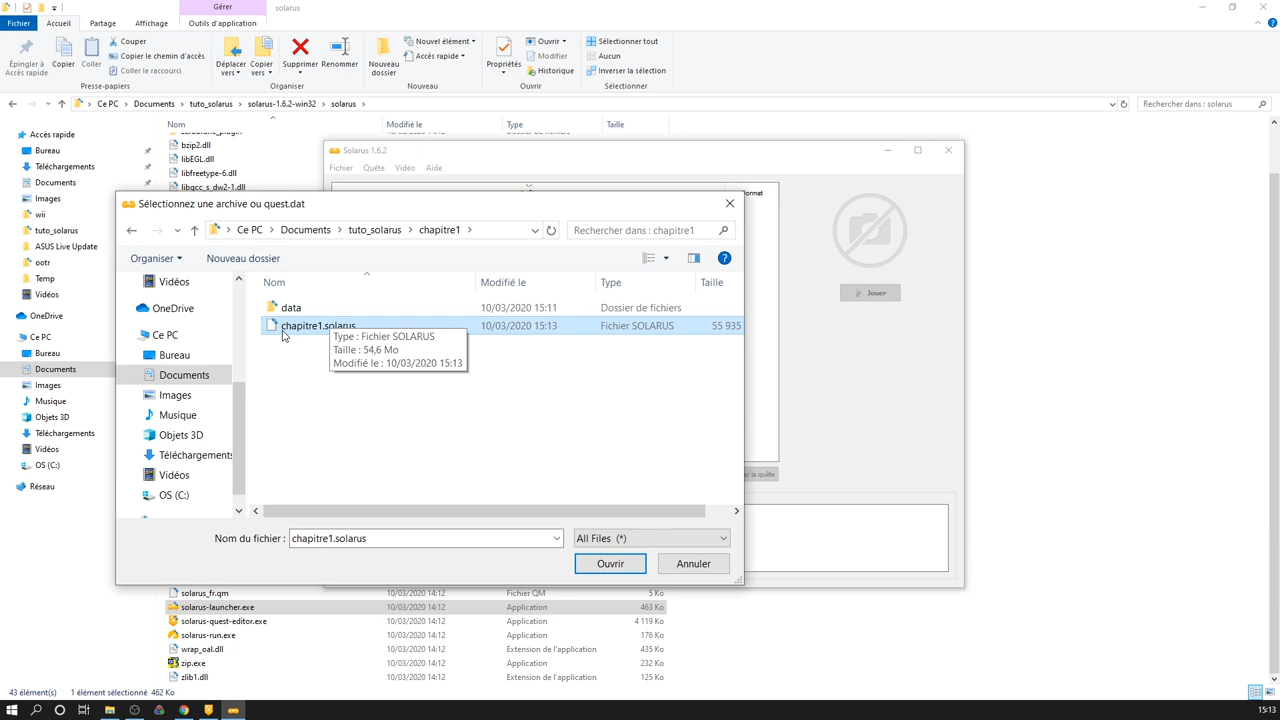 Gérer
solarus
Fichier
Accueil
Partage
Affichage
Outils d'application
Épingler à
Accès rapide
Copier
Coller
Couper
Copier le chemin d'accès
Coller le raccourci
Presse-papiers
Déplacer
vers
Copier
vers
Supprimer
Renommer
Organiser
Nouveau
dossier
Nouvel élément
Accès rapide
Nouveau
Propriétés
Ouvrir
Modifier
Historique
Ouvrir
Sélectionner tout
Aucun
Inverser la sélection
Sélectionner
Ce PC > Documents > tuto_solarus > solarus-1.6.2-win32 > solarus >
Rechercher dans : solarus
Nom
Modifié le
Type
Taille
Accès rapide
Bureau
Téléchargements
Documents
Images
wii
tuto_solarus
ASUS Live Update
ootr
Temp
Vidéos
OneDrive
Ce PC
Bureau
Documents
Images
Musique
Objets 3D
Téléchargements
Vidéos
OS (C:)
Réseau
bzip2.dll
libEGL.dll
libfreetype-6.dll
libgcc_s_dw2-1.dll
Solarus 1.6.2
Fichier Quête Vidéo Aide
ormat
Jouer
er la quête
Sélectionnez une archive ou quest.dat
Ce PC > Documents > tuto_solarus > chapitre1 >
Rechercher dans : chapitre1
Organiser
Nouveau dossier
Vidéos
OneDrive
Ce PC
Bureau
Documents
Images
Musique
Objets 3D
Téléchargements
Vidéos
OS (C:)
Nom Modifié le Type Taille
data 10/03/2020 15:11 Dossier de fichiers
chapitre1.solarus 10/03/2020 15:13 Fichier SOLARUS 55 935
Type : Fichier SOLARUS
Taille : 54,6 Mo
Modifié le : 10/03/2020 15:13
Nom du fichier : chapitre1.solarus
All Files (*)
Ouvrir
Annuler
solarus_fr.qm 10/03/2020 14:12 Fichier QM 5 Ko
solarus-launcher.exe 10/03/2020 14:12 Application 463 Ko
solarus-quest-editor.exe 10/03/2020 14:12 Application 4 119 Ko
solarus-run.exe 10/03/2020 14:12 Application 176 Ko
wrap_oal.dll 10/03/2020 14:12 Extension de l'application 435 Ko
zip.exe 10/03/2020 14:12 Application 232 Ko
zlib1.dll 10/03/2020 14:12 Extension de l'application 125 Ko
43 élément(s) 1 élément sélectionné 462 Ko
15:13